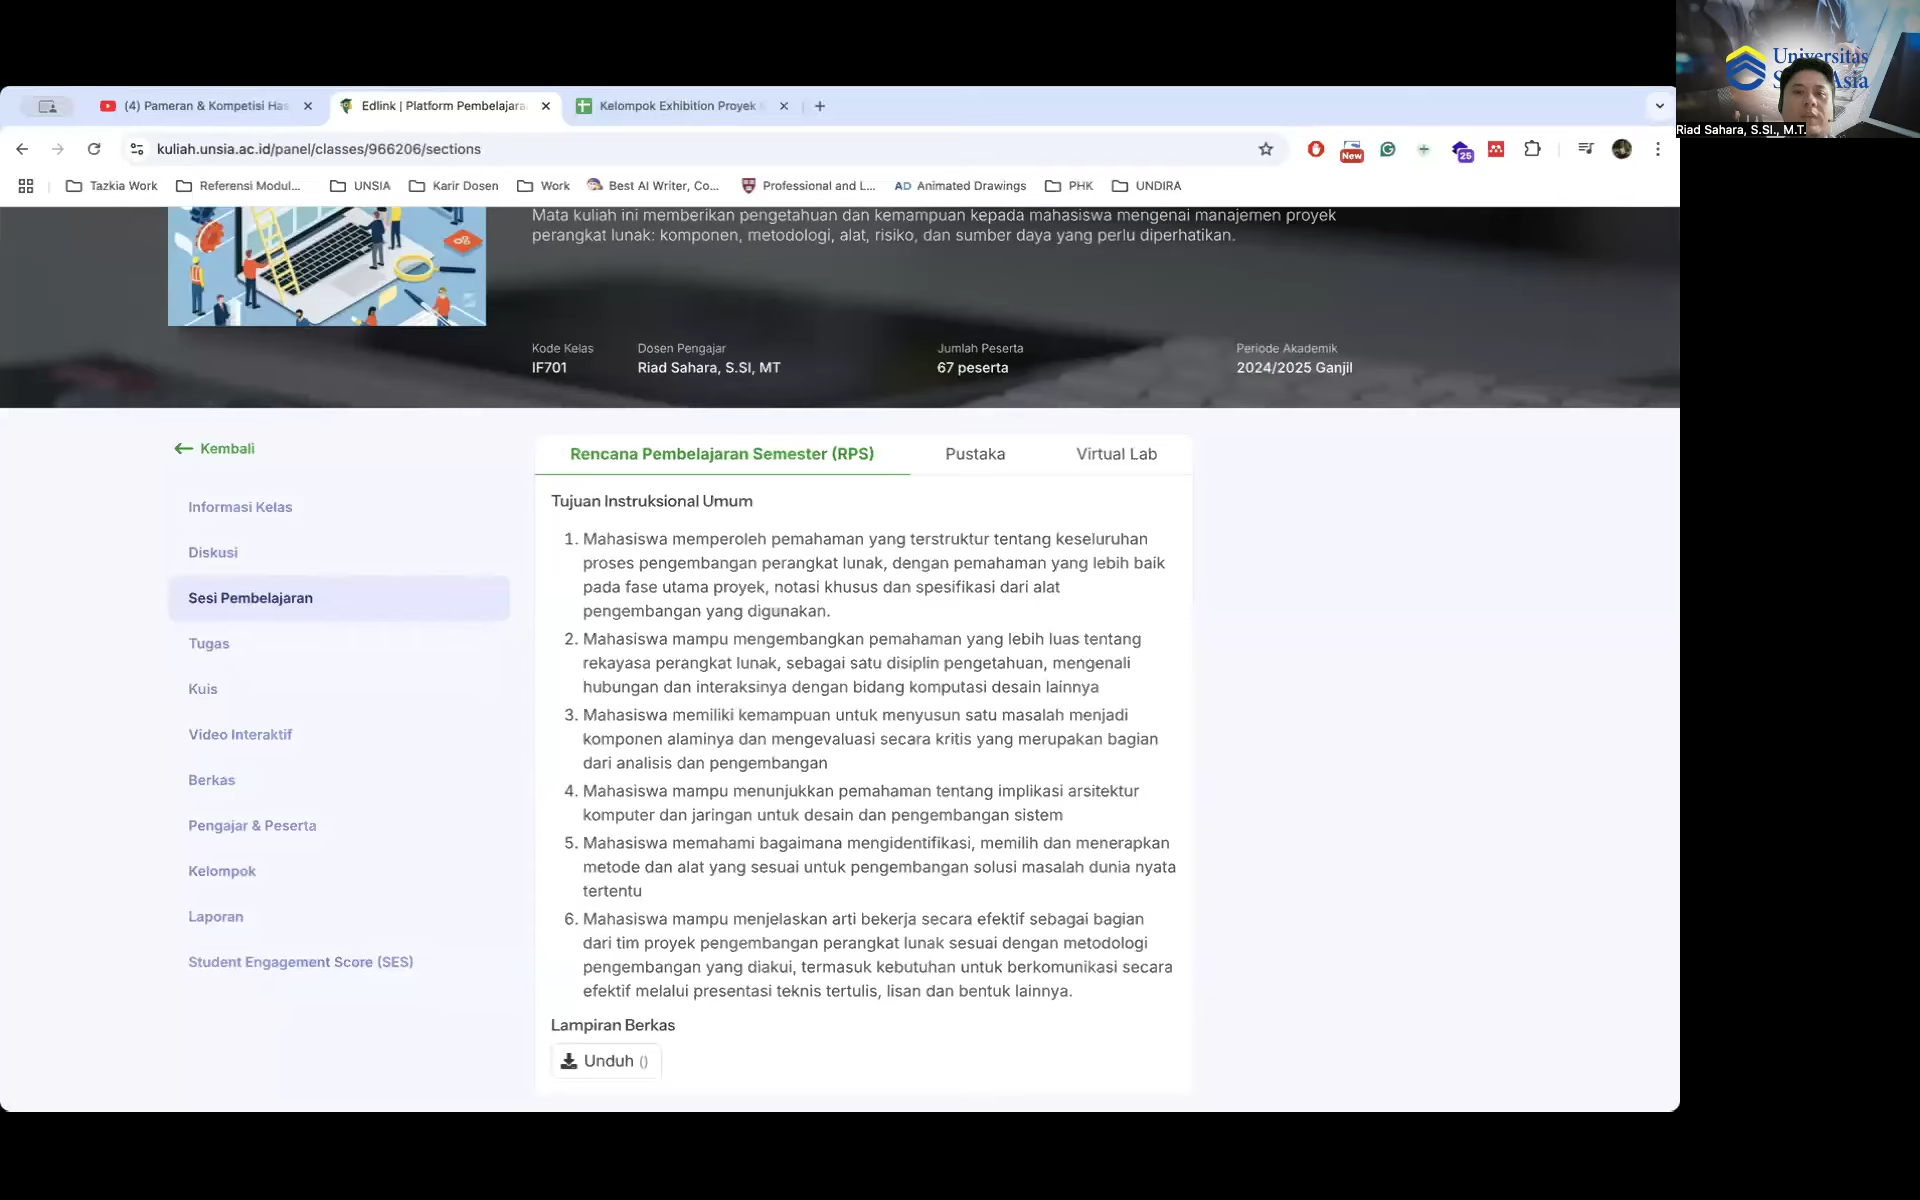 Universitas
Asia
Riad Sahara, S.SI., M.T.
(4) Pameran & Kompetisi Has
Edlink | Platform Pembelajara
Kelompok Exhibition Proyek
kuliah.unsia.ac.id/panel/classes/966206/sections
New
25
Tazkia Work
Referensi Modul...
UNSIA
Karir Dosen
Work
Best AI Writer, Co...
Professional and L...
AD Animated Drawings
PHK
UNDIRA
Mata kuliah ini memberikan pengetahuan dan kemampuan kepada mahasiswa mengenai manajemen proyek
perangkat lunak: komponen, metodologi, alat, risiko, dan sumber daya yang perlu diperhatikan.
Kode Kelas
IF701
Dosen Pengajar
Riad Sahara, S.SI, MT
Jumlah Peserta
67 peserta
Periode Akademik
2024/2025 Ganjil
Kembali
Informasi Kelas
Diskusi
Sesi Pembelajaran
Tugas
Kuis
Video Interaktif
Berkas
Pengajar & Peserta
Kelompok
Laporan
Student Engagement Score (SES)
Rencana Pembelajaran Semester (RPS)
Pustaka
Virtual Lab
Tujuan Instruksional Umum
1. Mahasiswa memperoleh pemahaman yang terstruktur tentang keseluruhan
proses pengembangan perangkat lunak, dengan pemahaman yang lebih baik
pada fase utama proyek, notasi khusus dan spesifikasi dari alat
pengembangan yang digunakan.
2. Mahasiswa mampu mengembangkan pemahaman yang lebih luas tentang
rekayasa perangkat lunak, sebagai satu disiplin pengetahuan, mengenali
hubungan dan interaksinya dengan bidang komputasi desain lainnya
3. Mahasiswa memiliki kemampuan untuk menyusun satu masalah menjadi
komponen alaminya dan mengevaluasi secara kritis yang merupakan bagian
dari analisis dan pengembangan
4. Mahasiswa mampu menunjukkan pemahaman tentang implikasi arsitektur
komputer dan jaringan untuk desain dan pengembangan sistem
5. Mahasiswa memahami bagaimana mengidentifikasi, memilih dan menerapkan
metode dan alat yang sesuai untuk pengembangan solusi masalah dunia nyata
tertentu
6. Mahasiswa mampu menjelaskan arti bekerja secara efektif sebagai bagian
dari tim proyek pengembangan perangkat lunak sesuai dengan metodologi
pengembangan yang diakui, termasuk kebutuhan untuk berkomunikasi secara
efektif melalui presentasi teknis tertulis, lisan dan bentuk lainnya.
Lampiran Berkas
Unduh ()